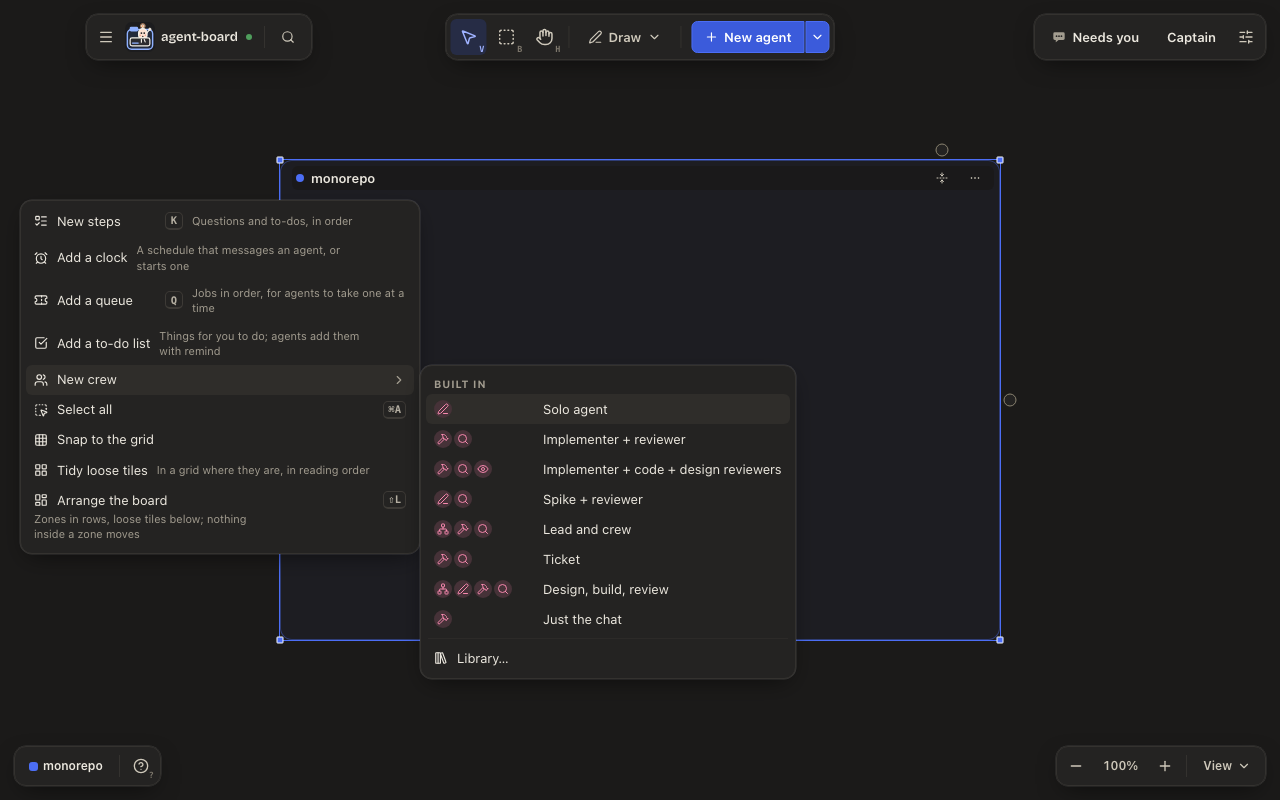 agent-board
V
B
H
Draw
New agent
Needs you
Captain
monorepo
New steps K Questions and to-dos, in order
Add a clock A schedule that messages an agent, or
starts one
Add a queue Q Jobs in order, for agents to take one at a
time
Add a to-do list Things for you to do; agents add them
with remind
New crew
Select all ⌘A
Snap to the grid
Tidy loose tiles In a grid where they are, in reading order
Arrange the board ⇧L
Zones in rows, loose tiles below; nothing
inside a zone moves
BUILT IN
Solo agent
Implementer + reviewer
Implementer + code + design reviewers
Spike + reviewer
Lead and crew
Ticket
Design, build, review
Just the chat
Library...
monorepo
?
100%
View